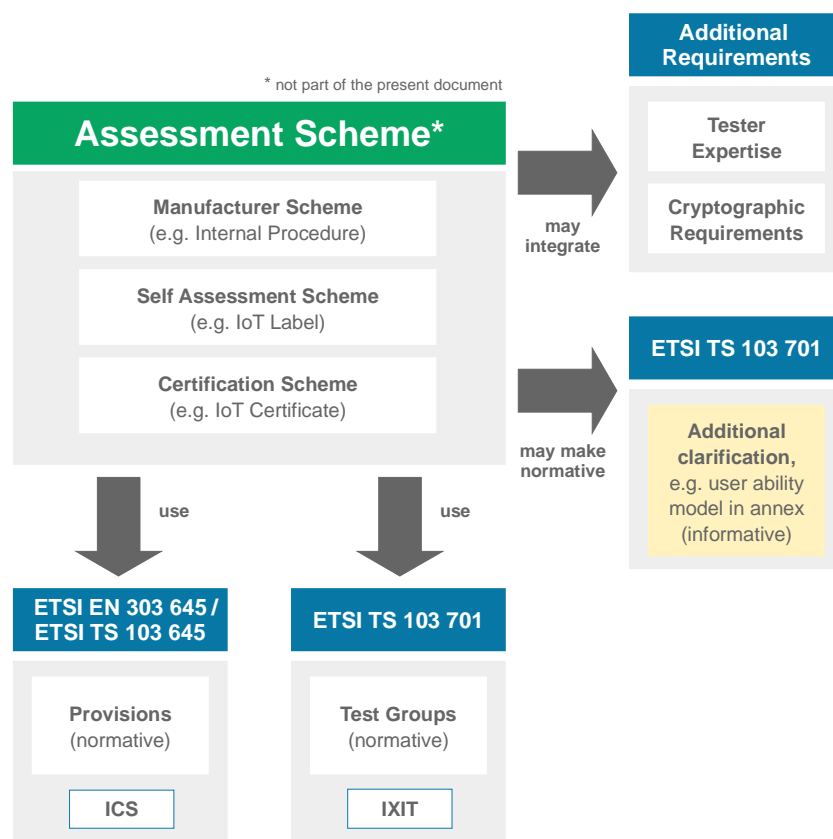 * not part of the present document
Assessment Scheme*
Manufacturer Scheme
(e.g. Internal Procedure)
Self Assessment Scheme
(e.g. IoT Label)
Certification Scheme
(e.g. IoT Certificate)
may
integrate
Additional
Requirements
Tester
Expertise
Cryptographic
Requirements
may make
normative
ETSI TS 103 701
Additional
clarification,
e.g. user ability
model in annex
(informative)
use
use
ETSI EN 303 645 /
ETSI TS 103 645
Provisions
(normative)
ICS
ETSI TS 103 701
Test Groups
(normative)
IXIT